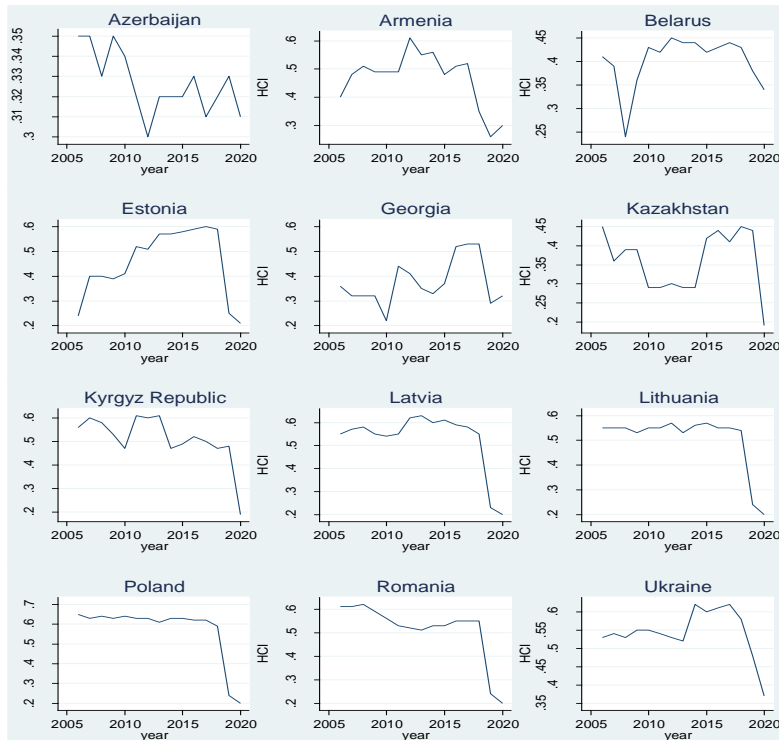 Azerbaijan
.35
.34
.33
.32
.31
.3
2005 2010 2015 2020
year
Armenia
HCI
.6
.5
.4
.3
2005 2010 2015 2020
year
Belarus
HCI
.45
.4
.35
.3
.25
2005 2010 2015 2020
year
Estonia
.6
.5
.4
.3
.2
2005 2010 2015 2020
year
Georgia
HCI
.6
.5
.4
.3
.2
2005 2010 2015 2020
year
Kazakhstan
HCI
.45
.4
.35
.3
.25
.2
2005 2010 2015 2020
year
Kyrgyz Republic
.6
.5
.4
.3
.2
2005 2010 2015 2020
year
Latvia
HCI
.6
.5
.4
.3
.2
2005 2010 2015 2020
year
Lithuania
HCI
.6
.5
.4
.3
.2
2005 2010 2015 2020
year
Poland
.7
.6
.5
.4
.3
.2
2005 2010 2015 2020
year
Romania
HCI
.6
.5
.4
.3
.2
2005 2010 2015 2020
year
Ukraine
HCI
.6
.55
.5
.45
.4
.35
2005 2010 2015 2020
year